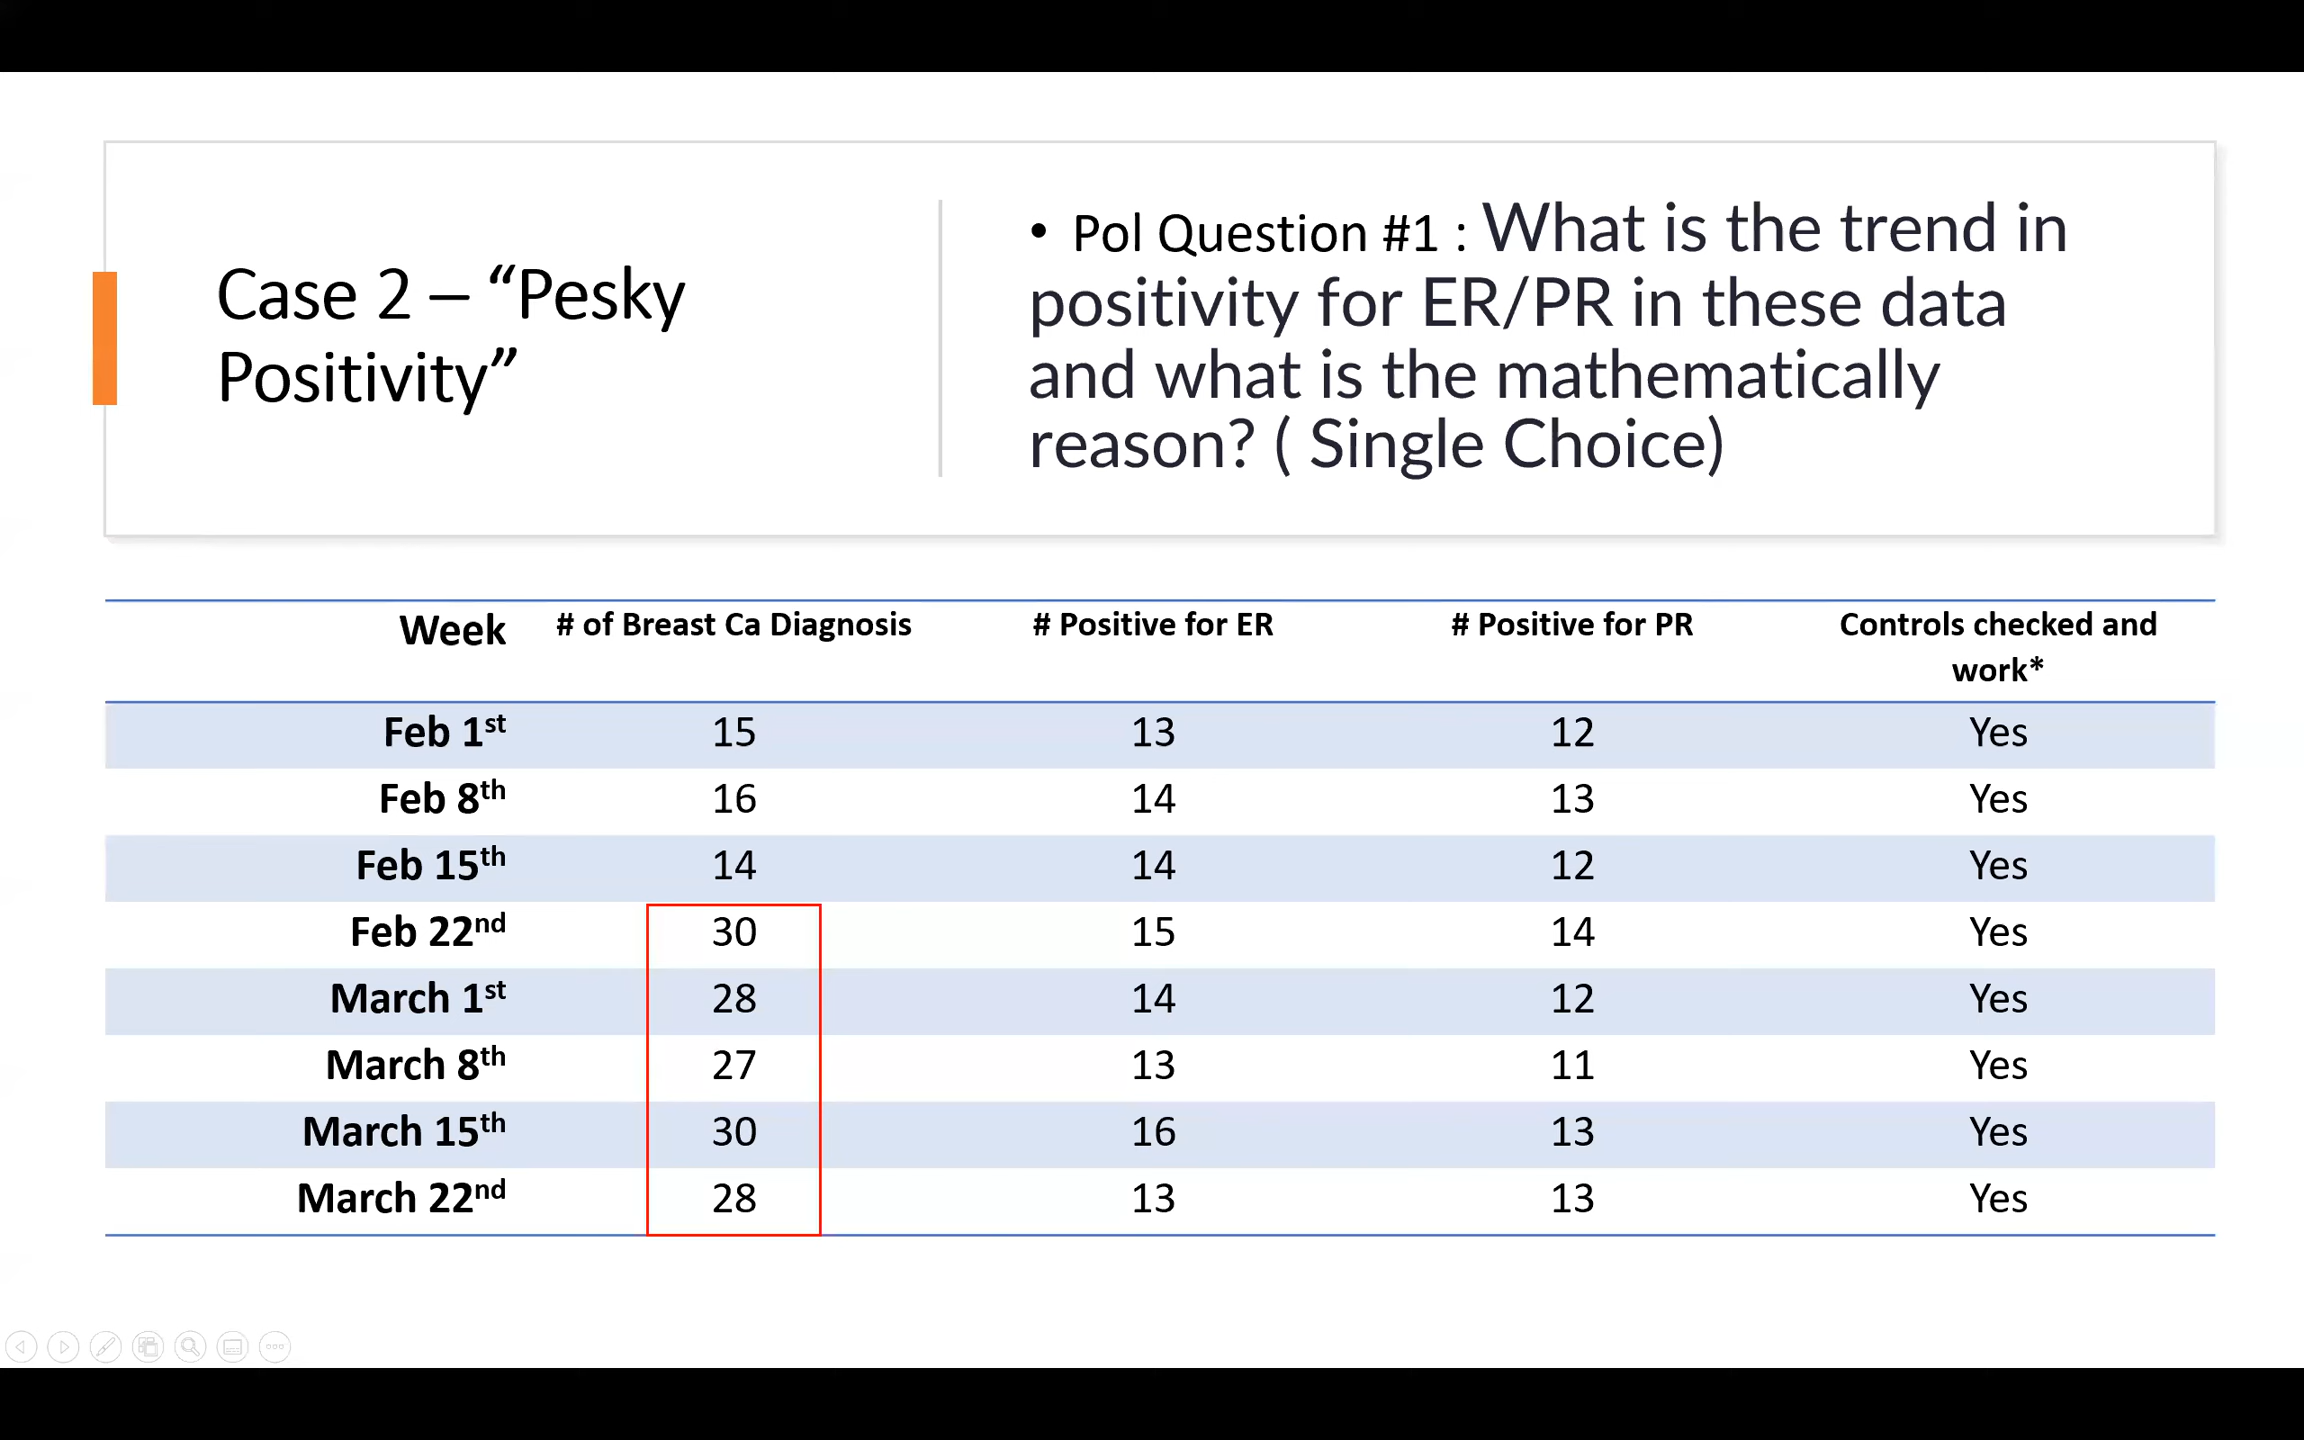 Case 2 – “Pesky
Positivity”
• Pol Question #1 : What is the trend in
positivity for ER/PR in these data
and what is the mathematically
reason? ( Single Choice)
Week # of Breast Ca Diagnosis # Positive for ER # Positive for PR Controls checked and
work*
Feb 1st 15 13 12 Yes
Feb 8th 16 14 13 Yes
Feb 15th 14 14 12 Yes
Feb 22nd 30 15 14 Yes
March 1st 28 14 12 Yes
March 8th 27 13 11 Yes
March 15th 30 16 13 Yes
March 22nd 28 13 13 Yes